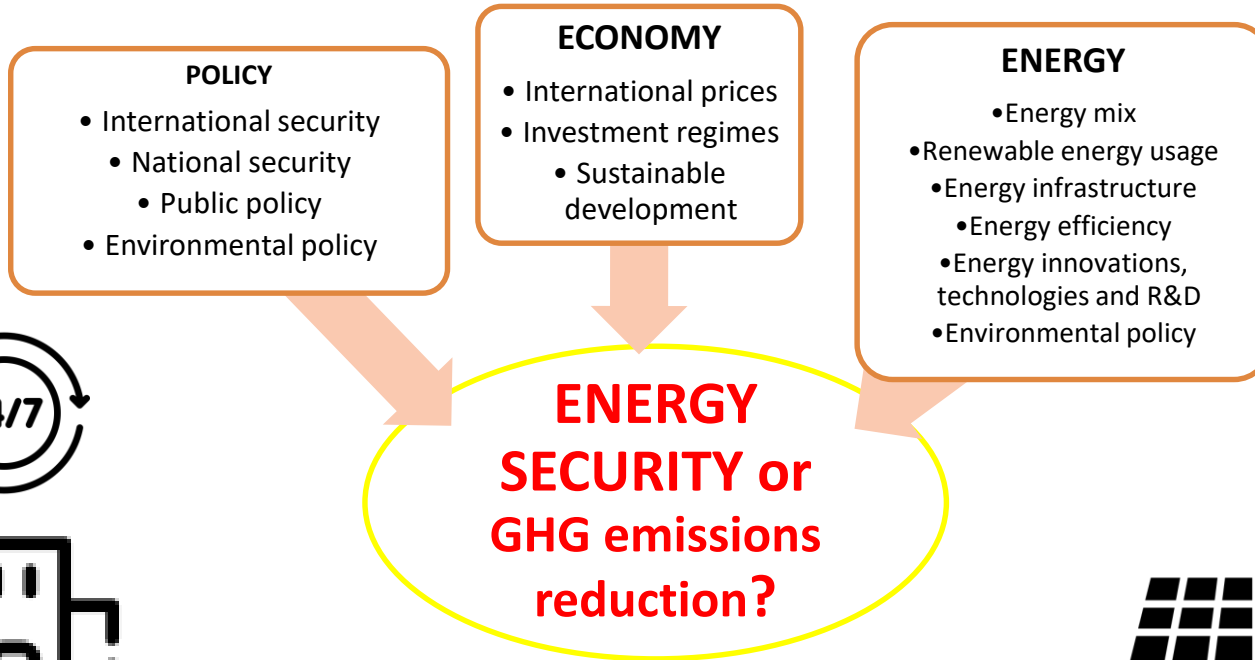 POLICY
• International security
• National security
• Public policy
• Environmental policy
ECONOMY
• International prices
• Investment regimes
• Sustainable
development
ENERGY
•Energy mix
•Renewable energy usage
•Energy infrastructure
•Energy efficiency
•Energy innovations,
technologies and R&D
•Environmental policy
/7
ENERGY
SECURITY or
GHG emissions
reduction?